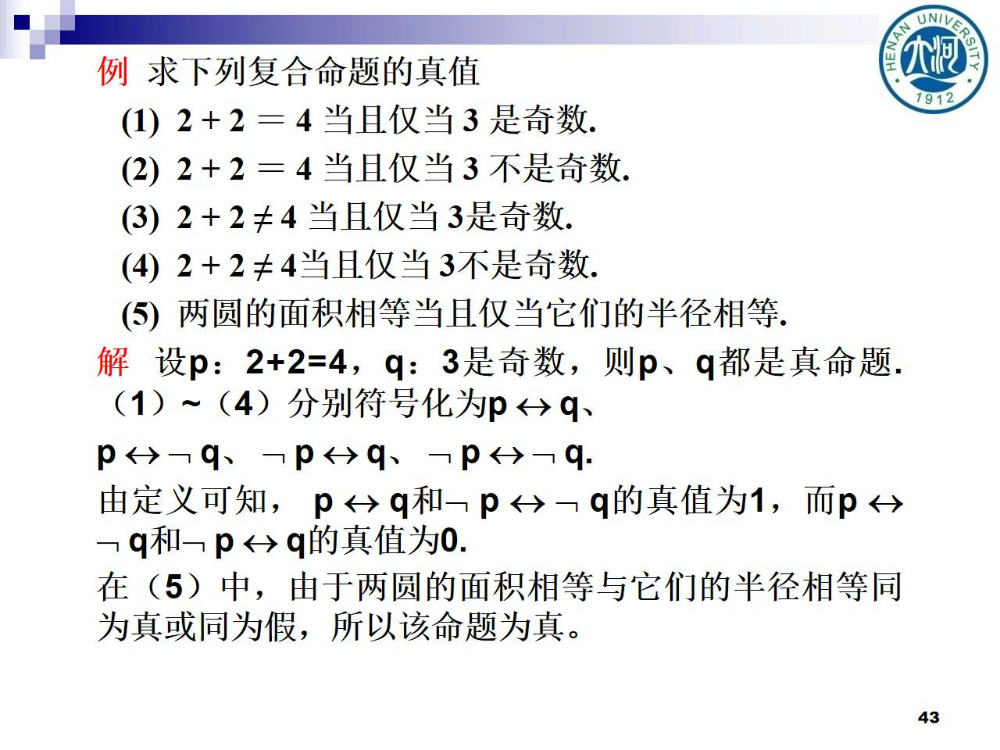 HENAN UNIVERSITY
大河
1912
例 求下列复合命题的真值
(1) 2 + 2 ＝ 4 当且仅当 3 是奇数.
(2) 2 + 2 ＝ 4 当且仅当 3 不是奇数.
(3) 2 + 2 ≠ 4 当且仅当 3是奇数.
(4) 2 + 2 ≠ 4当且仅当 3不是奇数.
(5) 两圆的面积相等当且仅当它们的半径相等.
解 设p：2+2=4，q：3是奇数，则p、q都是真命题.
（1）~（4）分别符号化为p ↔ q、
p ↔ ¬ q、 ¬ p ↔ q、 ¬ p ↔ ¬ q.
由定义可知， p ↔ q和¬ p ↔ ¬ q的真值为1，而p ↔
¬ q和¬ p ↔ q的真值为0.
在（5）中，由于两圆的面积相等与它们的半径相等同
为真或同为假，所以该命题为真。
43